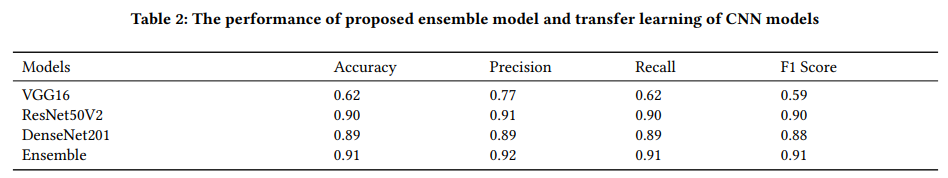 Table 2: The performance of proposed ensemble model and transfer learning of CNN models
Models Accuracy Precision Recall F1 Score
VGG16 0.62 0.77 0.62 0.59
ResNet50V2 0.90 0.91 0.90 0.90
DenseNet201 0.89 0.89 0.89 0.88
Ensemble 0.91 0.92 0.91 0.91